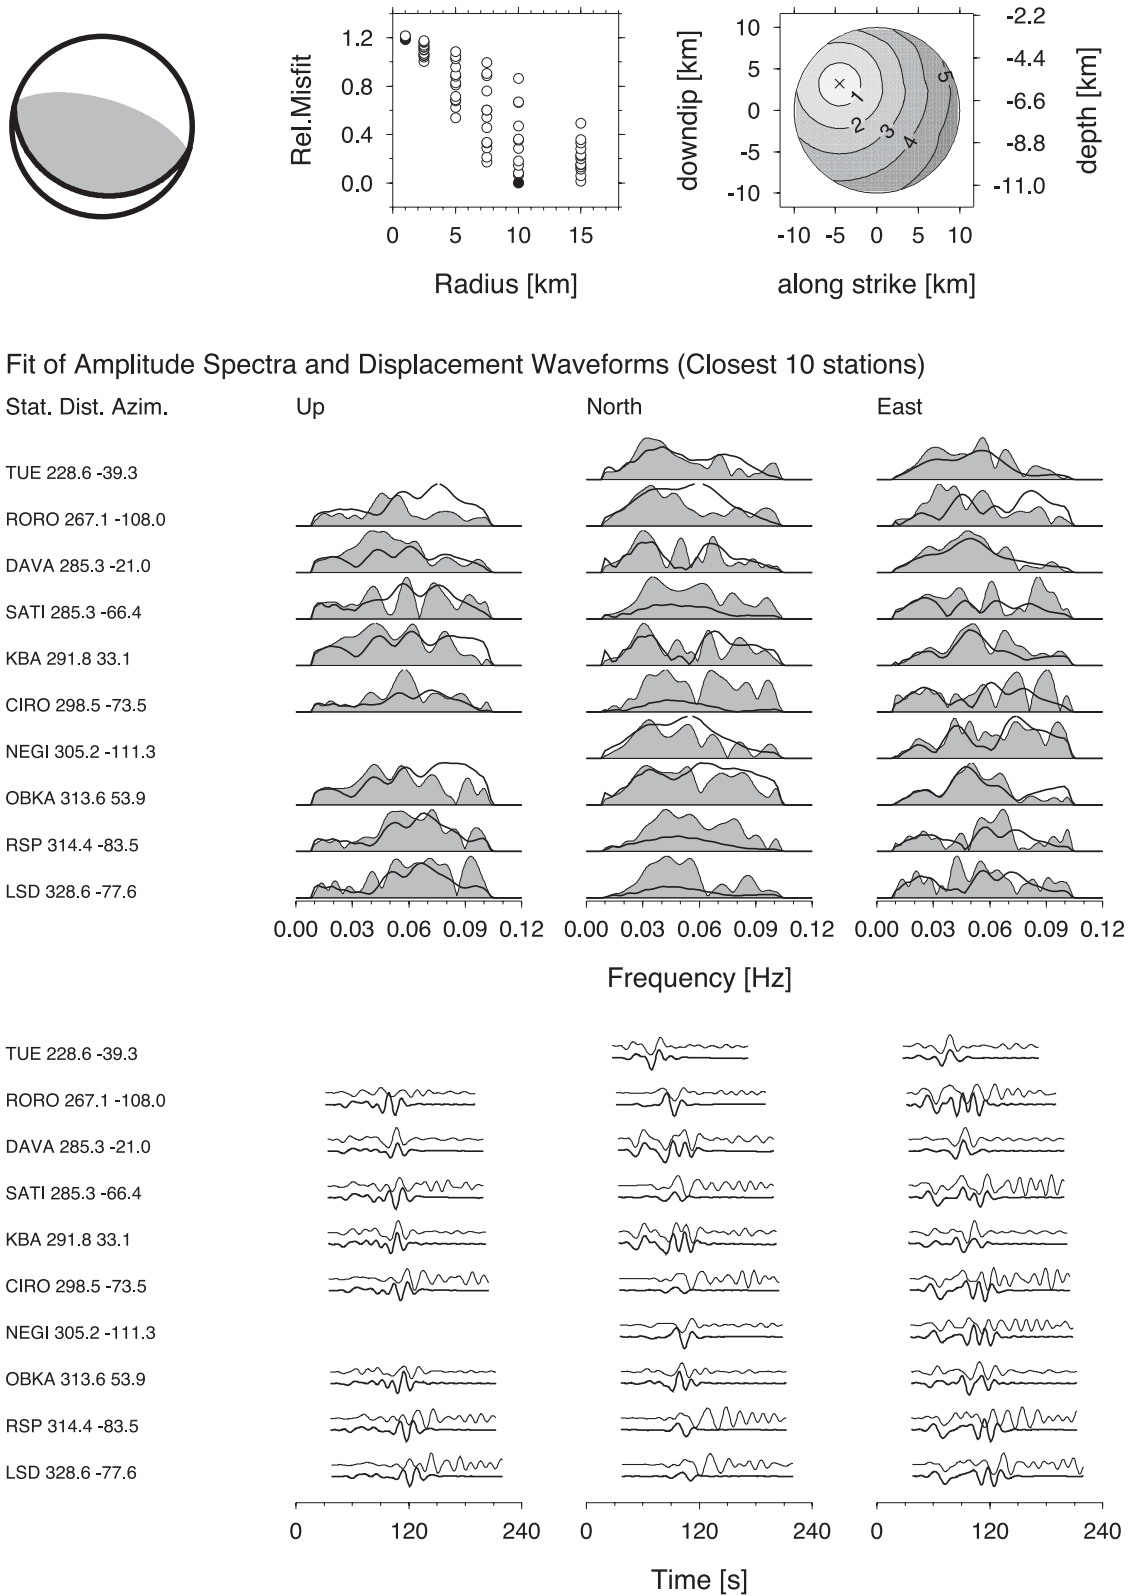 1.2
0.8
0.4
0.0
Rel.Misfit
0 5 10 15
Radius [km]
10
5
0
-5
-10
downdip [km]
1
2
3
4
5
-2.2
-4.4
-6.6
-8.8
-11.0
depth [km]
-10 -5 0 5 10
along strike [km]
Fit of Amplitude Spectra and Displacement Waveforms (Closest 10 stations)
Stat. Dist. Azim. Up North East
TUE 228.6 -39.3
RORO 267.1 -108.0
DAVA 285.3 -21.0
SATI 285.3 -66.4
KBA 291.8 33.1
CIRO 298.5 -73.5
NEGI 305.2 -111.3
OBKA 313.6 53.9
RSP 314.4 -83.5
LSD 328.6 -77.6
0.00 0.03 0.06 0.09 0.12 0.00 0.03 0.06 0.09 0.12 0.00 0.03 0.06 0.09 0.12
Frequency [Hz]
TUE 228.6 -39.3
RORO 267.1 -108.0
DAVA 285.3 -21.0
SATI 285.3 -66.4
KBA 291.8 33.1
CIRO 298.5 -73.5
NEGI 305.2 -111.3
OBKA 313.6 53.9
RSP 314.4 -83.5
LSD 328.6 -77.6
0 120 240 0 120 240 0 120 240
Time [s]